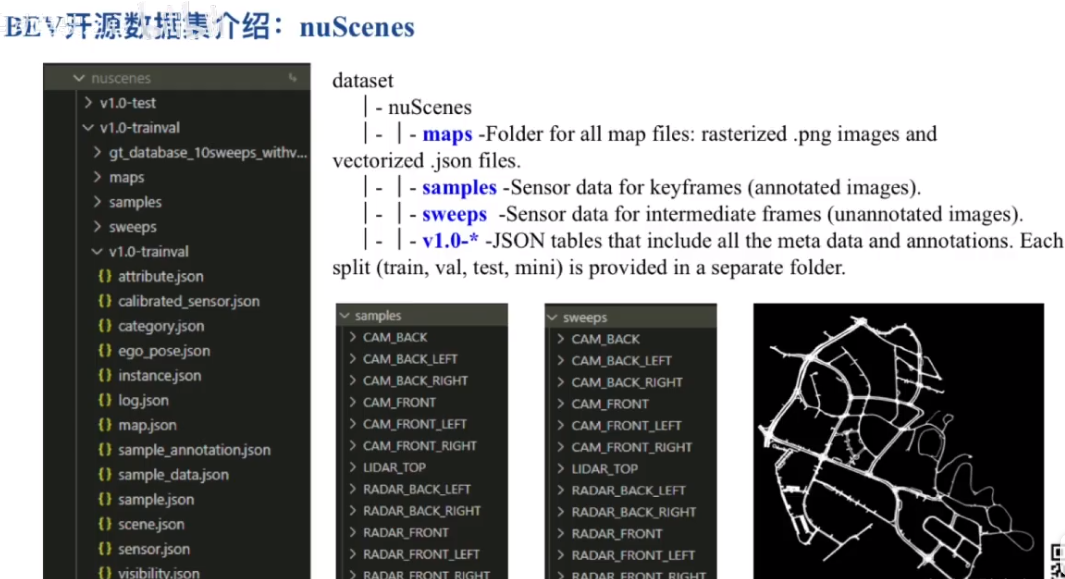 BEV开源数据集介绍：nuScenes
nuscenes
v1.0-test
v1.0-trainval
gt_database_10sweeps_withv...
maps
samples
sweeps
v1.0-trainval
{} attribute.json
{} calibrated_sensor.json
{} category.json
{} ego_pose.json
{} instance.json
{} log.json
{} map.json
{} sample_annotation.json
{} sample_data.json
{} sample.json
{} scene.json
{} sensor.json
{} visibility.json
dataset
|- nuScenes
|- |- maps -Folder for all map files: rasterized .png images and
vectorized .json files.
|- |- samples -Sensor data for keyframes (annotated images).
|- |- sweeps -Sensor data for intermediate frames (unannotated images).
|- |- v1.0-* -JSON tables that include all the meta data and annotations. Each
split (train, val, test, mini) is provided in a separate folder.
samples
CAM_BACK
CAM_BACK_LEFT
CAM_BACK_RIGHT
CAM_FRONT
CAM_FRONT_LEFT
CAM_FRONT_RIGHT
LIDAR_TOP
RADAR_BACK_LEFT
RADAR_BACK_RIGHT
RADAR_FRONT
RADAR_FRONT_LEFT
RADAR_FRONT_RIGHT
sweeps
CAM_BACK
CAM_BACK_LEFT
CAM_BACK_RIGHT
CAM_FRONT
CAM_FRONT_LEFT
CAM_FRONT_RIGHT
LIDAR_TOP
RADAR_BACK_LEFT
RADAR_BACK_RIGHT
RADAR_FRONT
RADAR_FRONT_LEFT
RADAR_FRONT_RIGHT